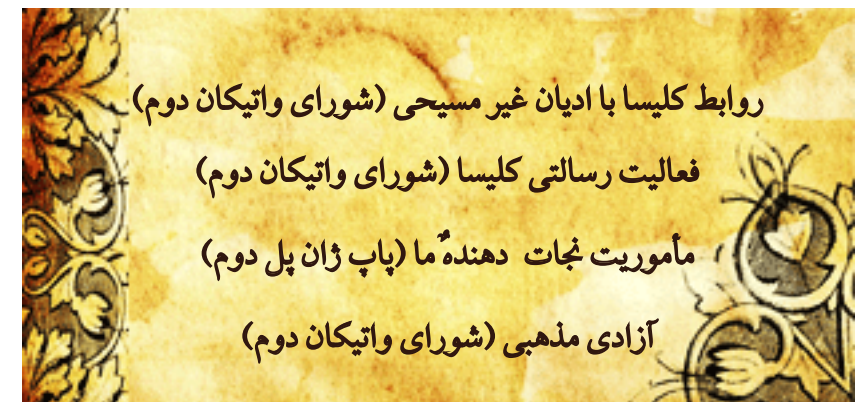 روابط کلیسا با ادیان غیر مسیحی (شورای واتیکان دوم)
فعالیت رسالتی کلیسا (شورای واتیکان دوم)
مأموریت نجات دهندهٔ ما (پاپ ژان پل دوم)
آزادی مذهبی (شورای واتیکان دوم)